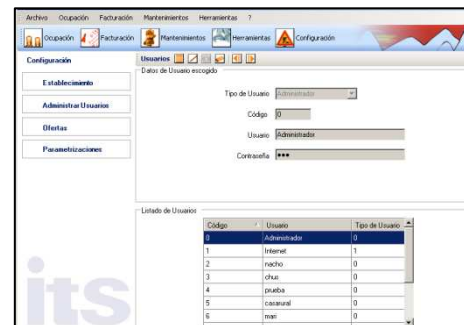 Archivo Ocupación Facturación Mantenimientos Herramientas ?
Ocupación Facturación Mantenimientos Herramientas Configuración
Configuración
Usuarios
Establecimiento
Administrar Usuarios
Ofertas
Parametrizaciones
Datos de Usuario escogido
Tipo de Usuario Administrador
Código 0
Usuario Administrador
Contraseña ●●●
Listado de Usuarios
Código Usuario Tipo de Usuario
0 Administrador 0
1 Internet 1
2 nacho 0
3 chus 0
4 prueba 0
5 casarural 0
6 mari 0
its